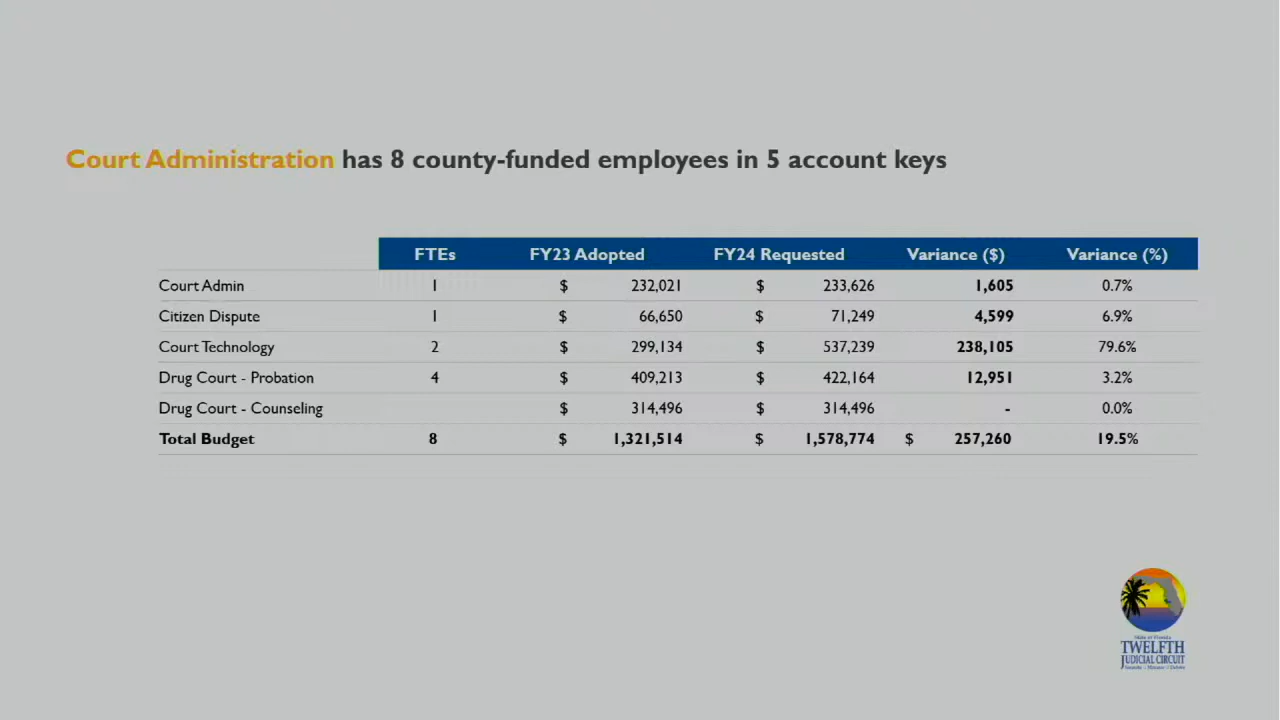 Court Administration has 8 county-funded employees in 5 account keys
FTEs FY23 Adopted FY24 Requested Variance ($) Variance (%)
Court Admin 1 $ 232,021 $ 233,626 1,605 0.7%
Citizen Dispute 1 $ 66,650 $ 71,249 4,599 6.9%
Court Technology 2 $ 299,134 $ 537,239 238,105 79.6%
Drug Court - Probation 4 $ 409,213 $ 422,164 12,951 3.2%
Drug Court - Counseling $ 314,496 $ 314,496 - 0.0%
Total Budget 8 $ 1,321,514 $ 1,578,774 $ 257,260 19.5%
State of Florida
TWELFTH
JUDICIAL CIRCUIT